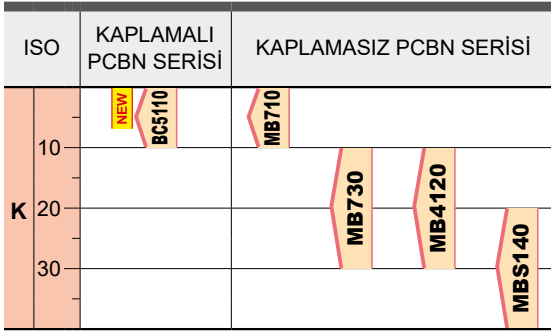 ISO
KAPLAMALI
PCBN SERİSİ
KAPLAMASIZ PCBN SERİSİ
K
10
20
30
NEW
BC5110
MB710
MB730
MB4120
MBS140